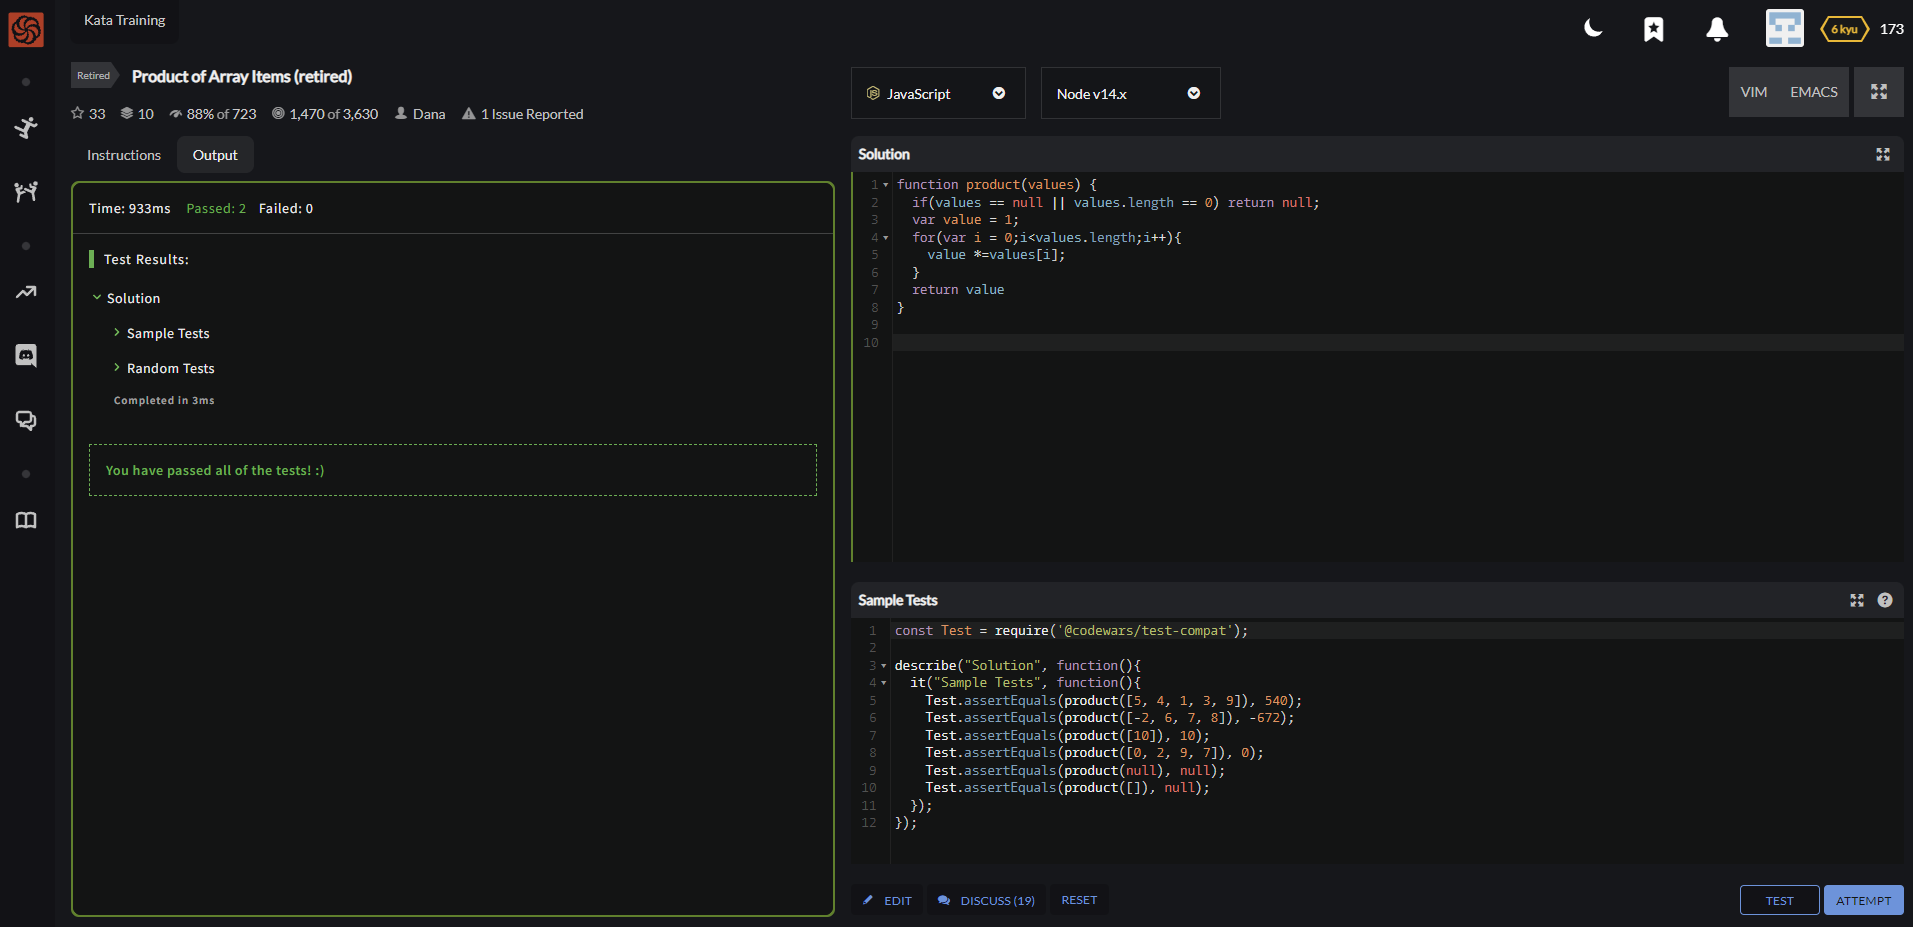 Kata Training
6 kyu 173
Retired Product of Array Items (retired)
33 10 88% of 723 1,470 of 3,630 Dana 1 Issue Reported
Instructions Output
Time: 933ms Passed: 2 Failed: 0
Test Results:
Solution
Sample Tests
Random Tests
Completed in 3ms
You have passed all of the tests! :)
JavaScript Node v14.x VIM EMACS
Solution
1 function product(values) {
2 if(values == null || values.length == 0) return null;
3 var value = 1;
4 for(var i = 0;i<values.length;i++){
5 value *=values[i];
6 }
7 return value
8 }
9
10
Sample Tests
1 const Test = require('@codewars/test-compat');
2
3 describe("Solution", function(){
4 it("Sample Tests", function(){
5 Test.assertEquals(product([5, 4, 1, 3, 9]), 540);
6 Test.assertEquals(product([-2, 6, 7, 8]), -672);
7 Test.assertEquals(product([10]), 10);
8 Test.assertEquals(product([0, 2, 9, 7]), 0);
9 Test.assertEquals(product(null), null);
10 Test.assertEquals(product([]), null);
11 });
12 });
EDIT DISCUSS (19) RESET TEST ATTEMPT